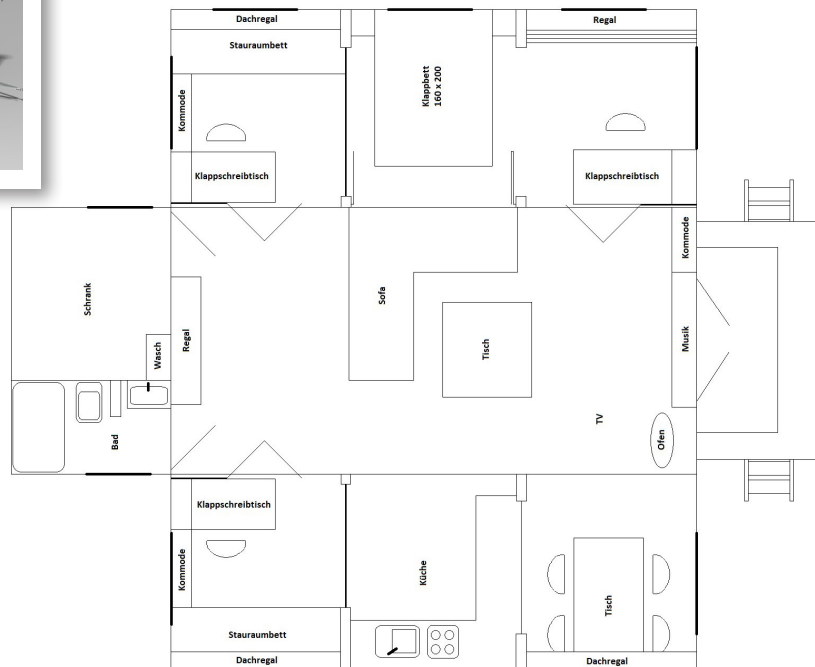 Dachregal
Stauraumbett
Kommode
Klappschreibtisch
Klappbett
160 x 200
Regal
Klappschreibtisch
Schrank
Wasch
Regal
Bad
Sofa
Tisch
Kommode
Musik
TV
Ofen
Klappschreibtisch
Kommode
Stauraumbett
Dachregal
Küche
Tisch
Dachregal